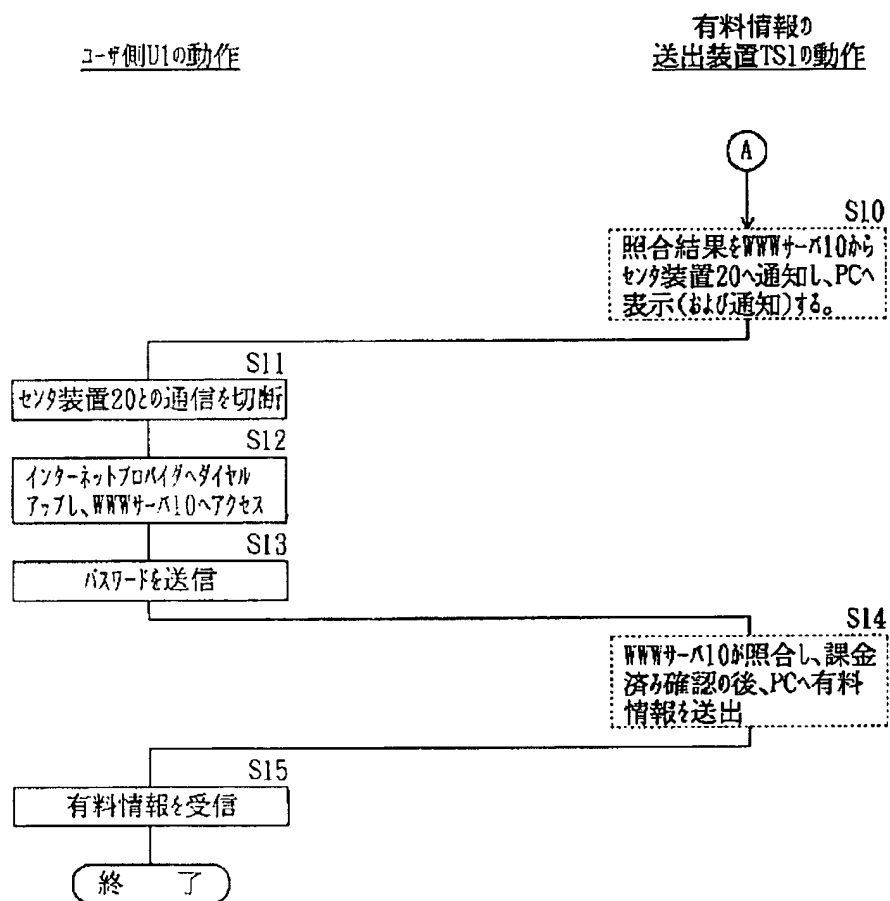 ユーザ側U1の動作
有料情報の
送出装置TS1の動作
A
S10
照合結果をWWWサーバ10から
センタ装置20へ通知し、PCへ
表示(および通知)する。
S11
センタ装置20との通信を切断
S12
インターネットプロバイダへダイヤル
アップし、WWWサーバ10へアクセス
S13
パスワードを送信
S14
WWWサーバ10が照合し、課金
済み確認の後、PCへ有料
情報を送出
S15
有料情報を受信
終 了